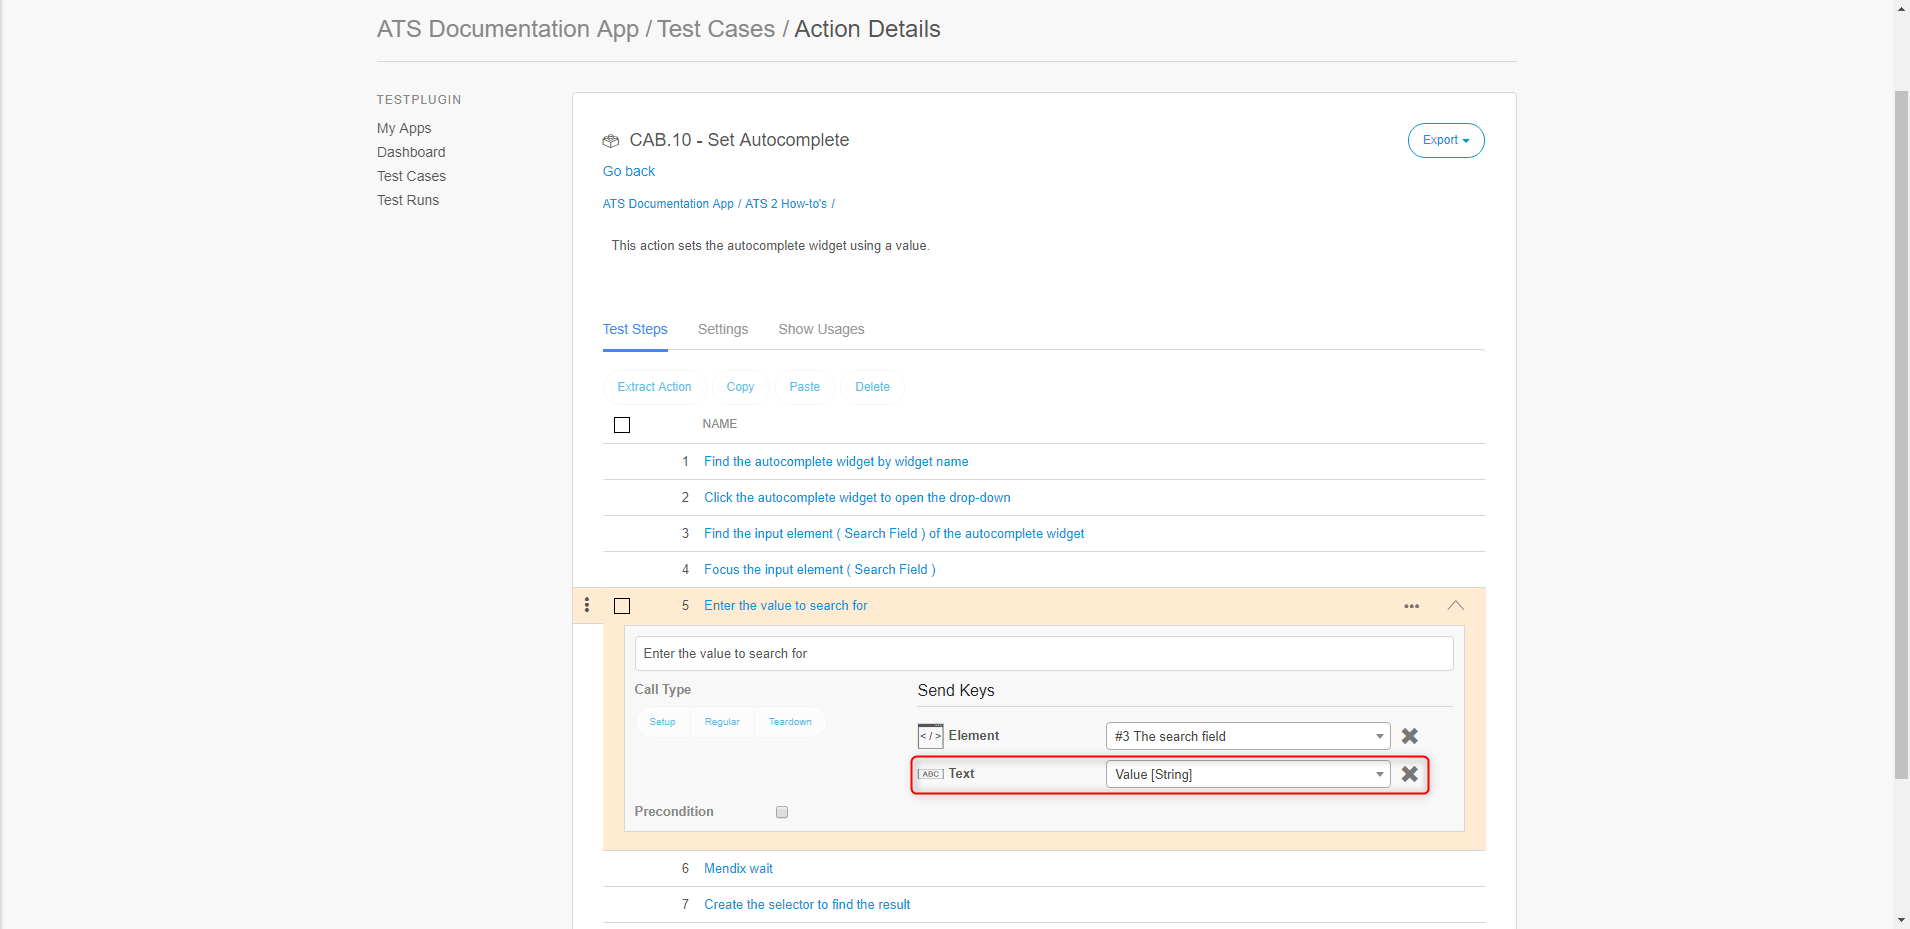 ATS Documentation App / Test Cases / Action Details
TESTPLUGIN
My Apps
Dashboard
Test Cases
Test Runs
CAB.10 - Set Autocomplete
Export
Go back
ATS Documentation App / ATS 2 How-to's /
This action sets the autocomplete widget using a value.
Test Steps Settings Show Usages
Extract Action Copy Paste Delete
NAME
1 Find the autocomplete widget by widget name
2 Click the autocomplete widget to open the drop-down
3 Find the input element ( Search Field ) of the autocomplete widget
4 Focus the input element ( Search Field )
5 Enter the value to search for
Enter the value to search for
Call Type
Send Keys
Setup Regular Teardown
</> Element #3 The search field
ABC Text Value [String]
Precondition
6 Mendix wait
7 Create the selector to find the result